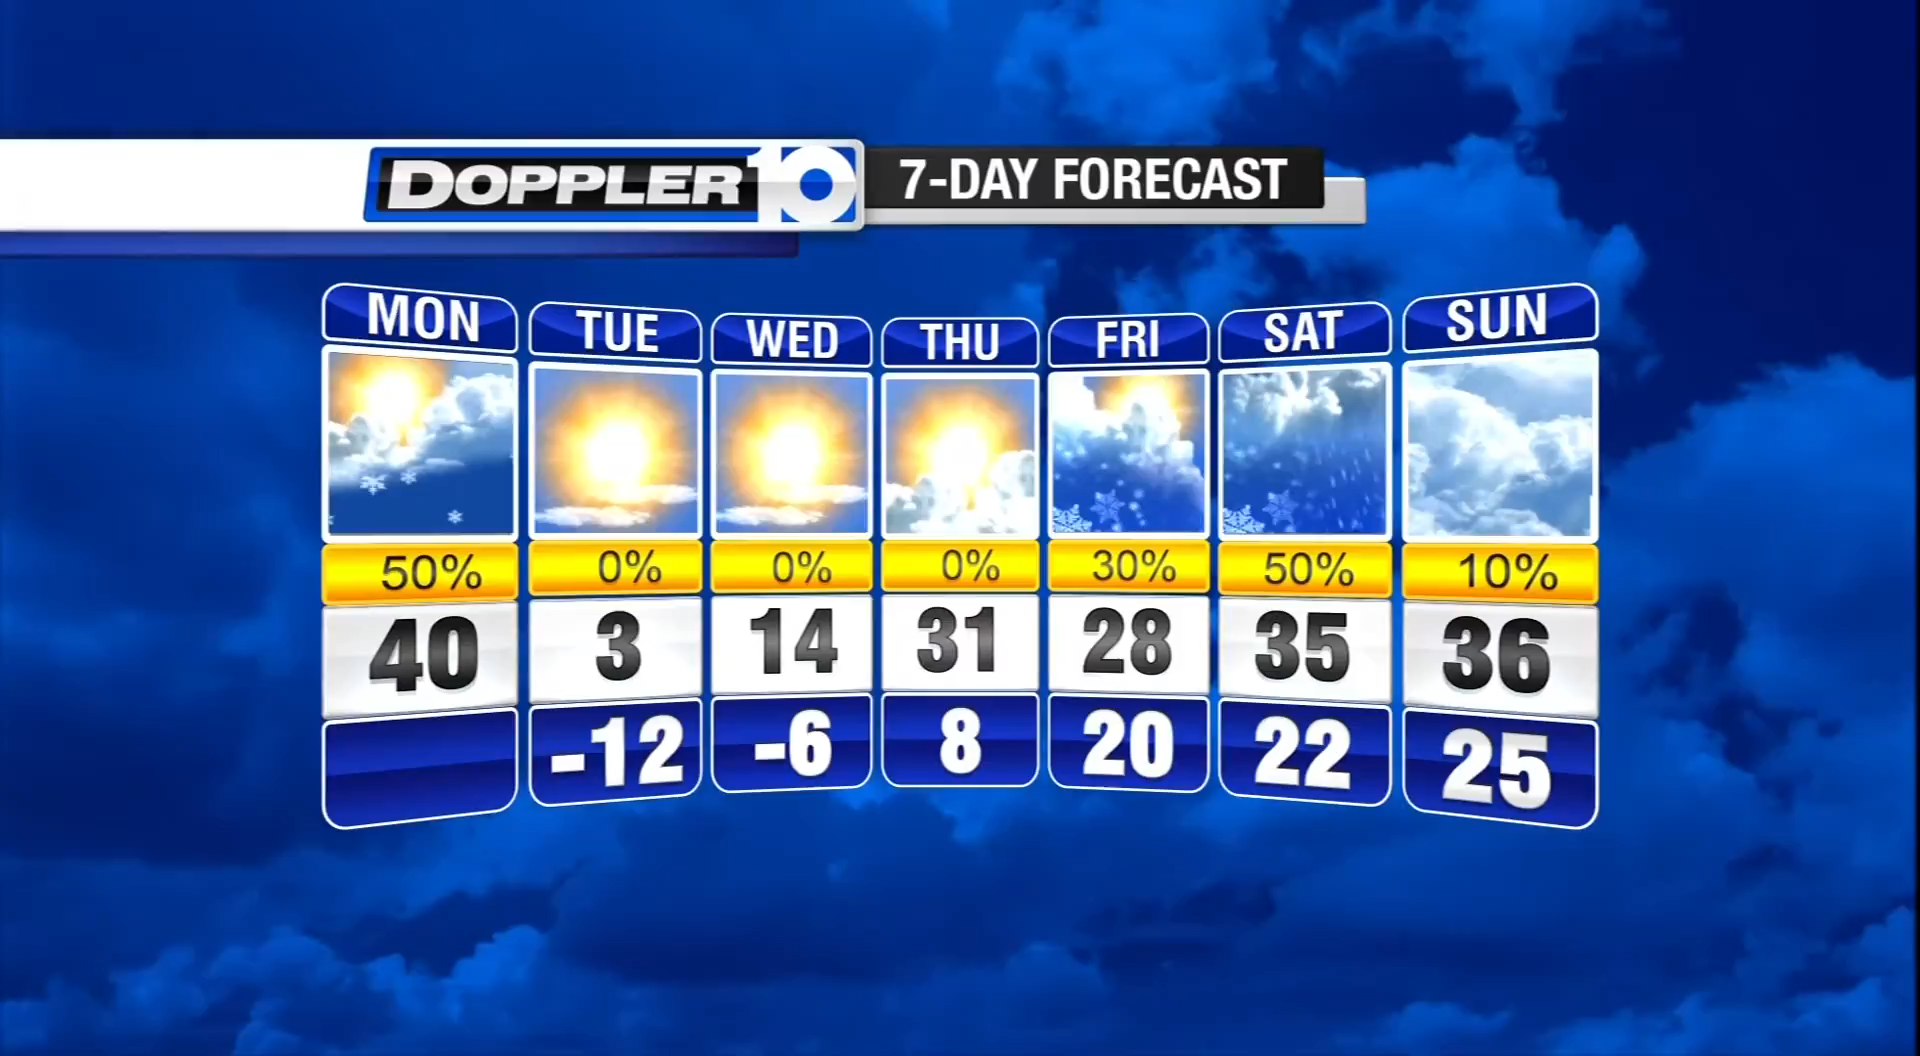 DOPPLER 10 7-DAY FORECAST
MON TUE WED THU FRI SAT SUN
50% 0% 0% 0% 30% 50% 10%
40 3 14 31 28 35 36
-12 -6 8 20 22 25